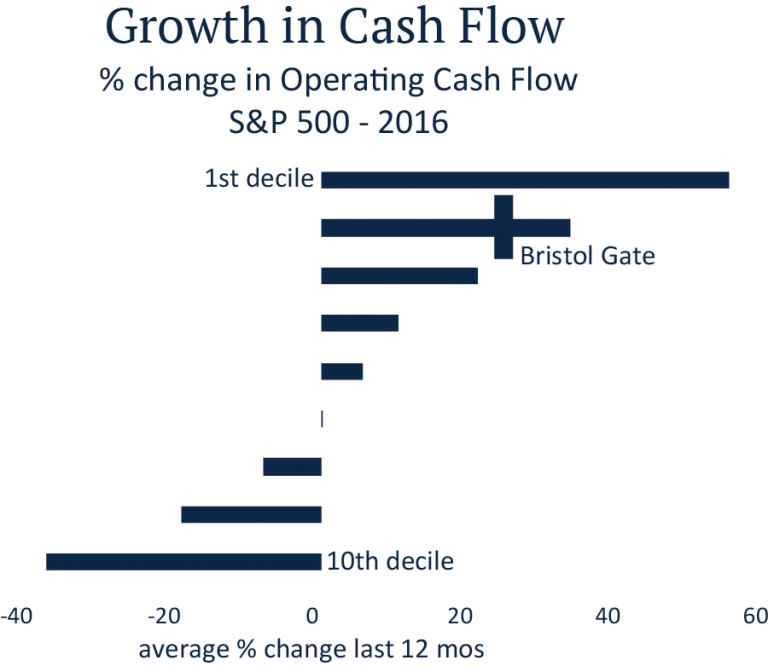 Growth in Cash Flow
% change in Operating Cash Flow
S&P 500 - 2016
1st decile
Bristol Gate
10th decile
-40 -20 0 20 40 60
average % change last 12 mos